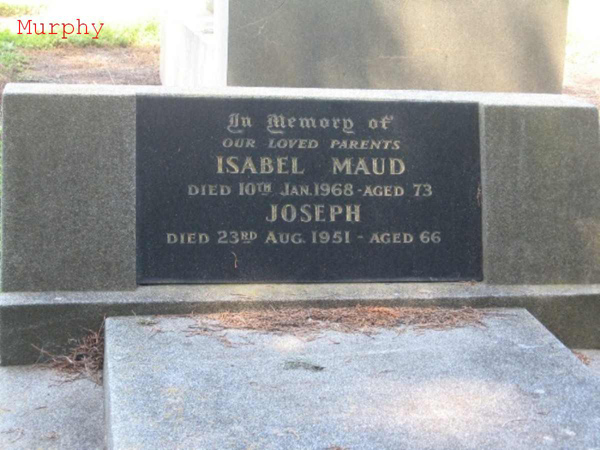 Murphy
In Memory of
OUR LOVED PARENTS
ISABEL MAUD
DIED 10TH JAN. 1968 - AGED 73
JOSEPH
DIED 23RD AUG. 1951 - AGED 66